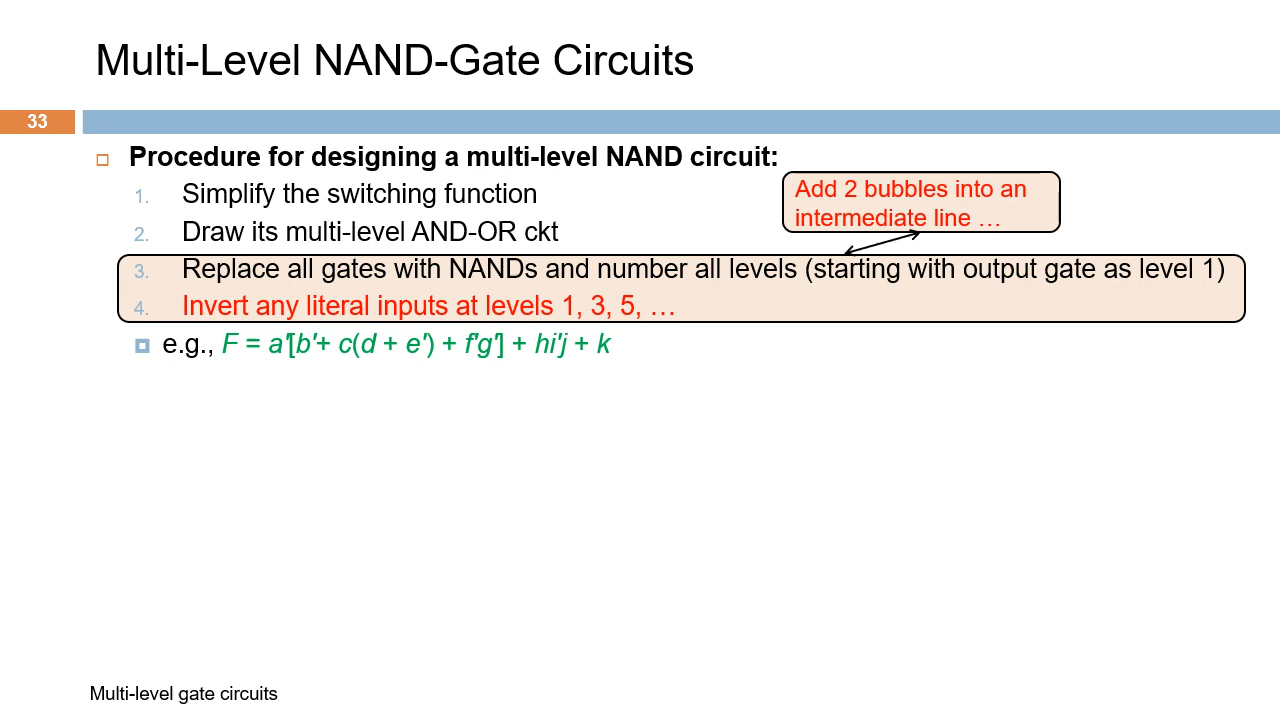 Multi-Level NAND-Gate Circuits
33
Procedure for designing a multi-level NAND circuit:
1. Simplify the switching function
Add 2 bubbles into an
intermediate line …
2. Draw its multi-level AND-OR ckt
3. Replace all gates with NANDs and number all levels (starting with output gate as level 1)
4. Invert any literal inputs at levels 1, 3, 5, …
e.g., F = a'[b'+ c(d + e') + f'g'] + hi'j + k
Multi-level gate circuits